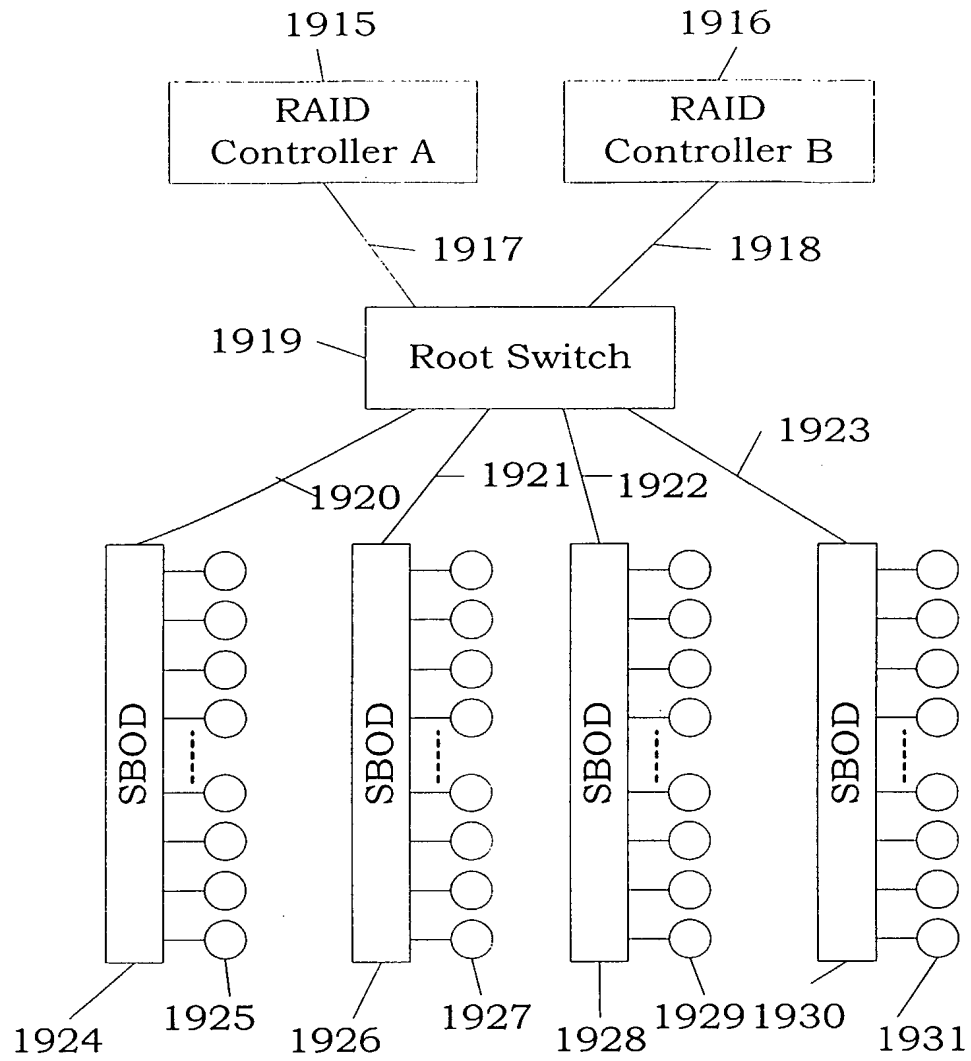 1915
1916
RAID
Controller A
RAID
Controller B
1917
1918
1919
Root Switch
1920
1921
1922
1923
SBOD
SBOD
SBOD
SBOD
1924
1925
1926
1927
1928
1929
1930
1931